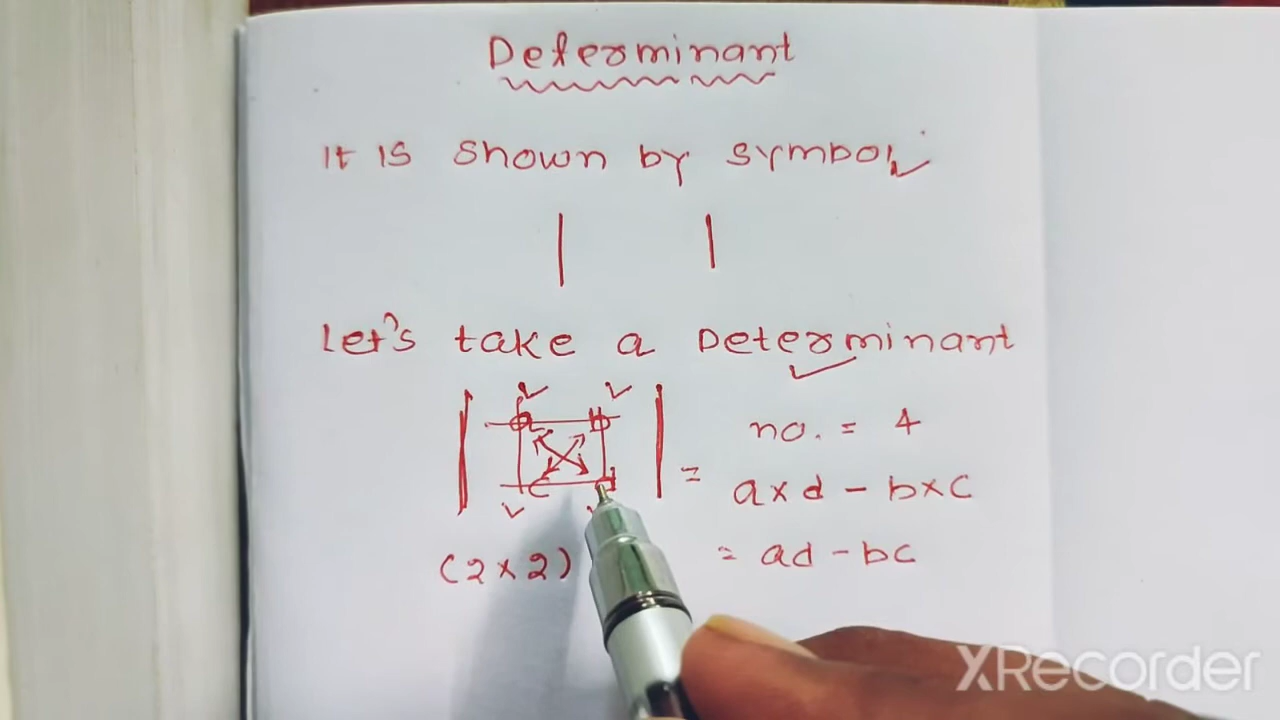 Determinant
It is shown by symbol
| |
Let's take a Determinant
no. = 4
| a b |
| c d | = a×d - b×c
(2×2) = ad - bc
XRecorder